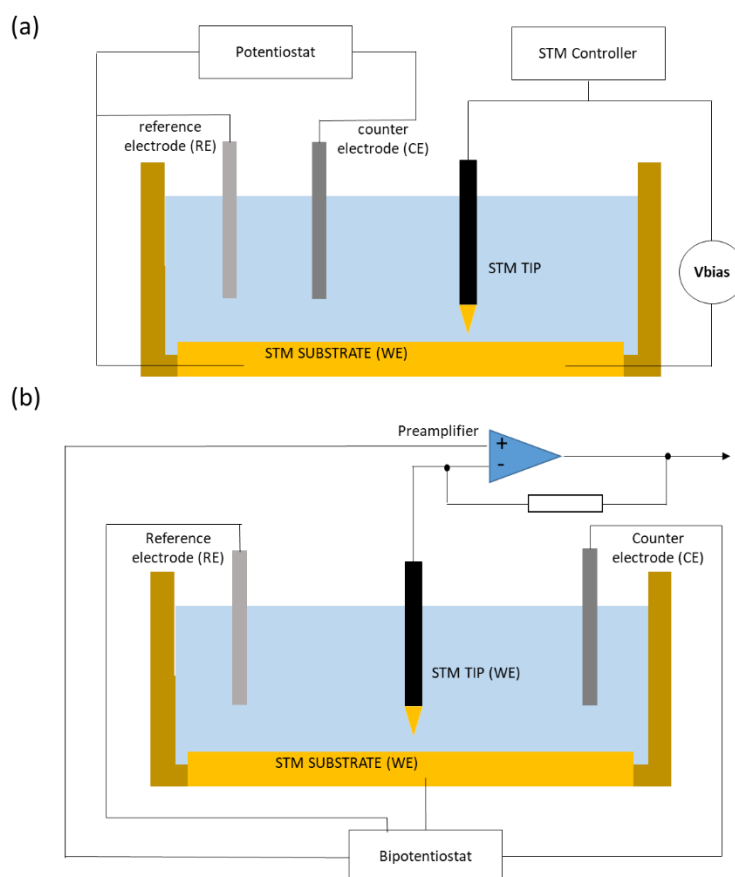 (a)
Potentiostat
STM Controller
reference
electrode (RE)
counter
electrode (CE)
STM TIP
Vbias
STM SUBSTRATE (WE)
(b)
Preamplifier
+
-
Reference
electrode (RE)
Counter
electrode (CE)
STM TIP (WE)
STM SUBSTRATE (WE)
Bipotentiostat